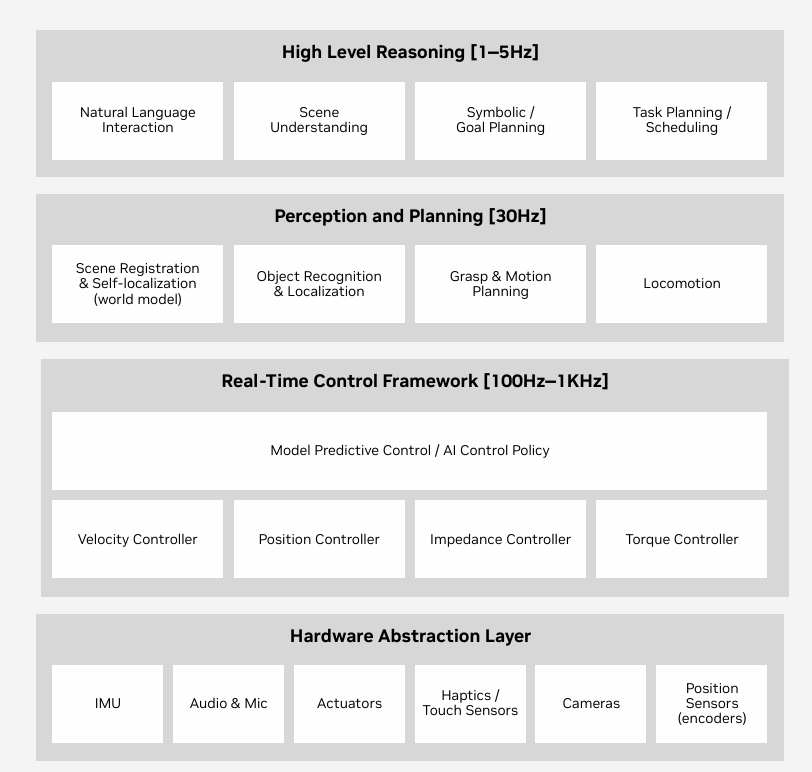 High Level Reasoning [1–5Hz]
Natural Language
Interaction
Scene
Understanding
Symbolic /
Goal Planning
Task Planning /
Scheduling
Perception and Planning [30Hz]
Scene Registration
& Self-localization
(world model)
Object Recognition
& Localization
Grasp & Motion
Planning
Locomotion
Real-Time Control Framework [100Hz–1KHz]
Model Predictive Control / AI Control Policy
Velocity Controller
Position Controller
Impedance Controller
Torque Controller
Hardware Abstraction Layer
IMU
Audio & Mic
Actuators
Haptics /
Touch Sensors
Cameras
Position
Sensors
(encoders)